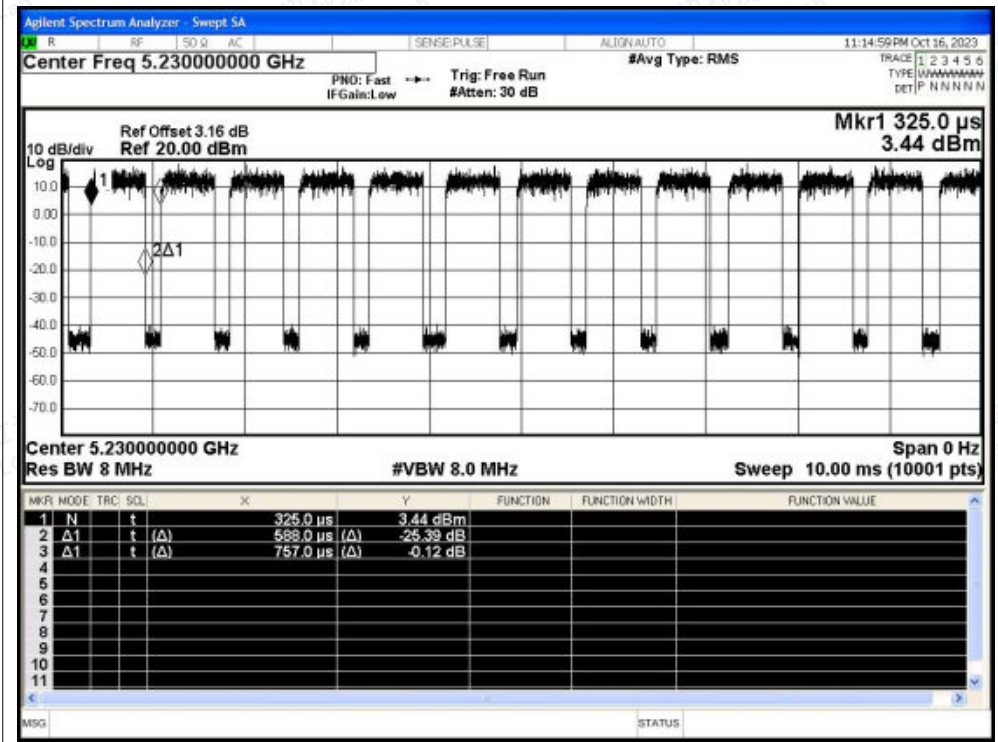 Agilent Spectrum Analyzer - Swept SA
LXI R RF 50 Ω AC SENSE:PULSE ALIGNAUTO 11:14:59 PM Oct 16, 2023
Center Freq 5.230000000 GHz #Avg Type: RMS TRACE 1 2 3 4 5 6
PNO: Fast Trig: Free Run TYPE WWWWWW
IFGain:Low #Atten: 30 dB DET P N N N N N
Mkr1 325.0 µs
Ref Offset 3.16 dB
10 dB/div Ref 20.00 dBm 3.44 dBm
Log
1
10.0
0.00
2Δ1
-10.0
-20.0
-30.0
-40.0
-50.0
-60.0
-70.0
Center 5.230000000 GHz Span 0 Hz
Res BW 8 MHz #VBW 8.0 MHz Sweep 10.00 ms (10001 pts)
MKR MODE TRC SCL X Y FUNCTION FUNCTION WIDTH FUNCTION VALUE
1 N t 325.0 µs 3.44 dBm
2 Δ1 t (Δ) 588.0 µs (Δ) -25.39 dB
3 Δ1 t (Δ) 757.0 µs (Δ) -0.12 dB
4
5
6
7
8
9
10
11
MSG STATUS